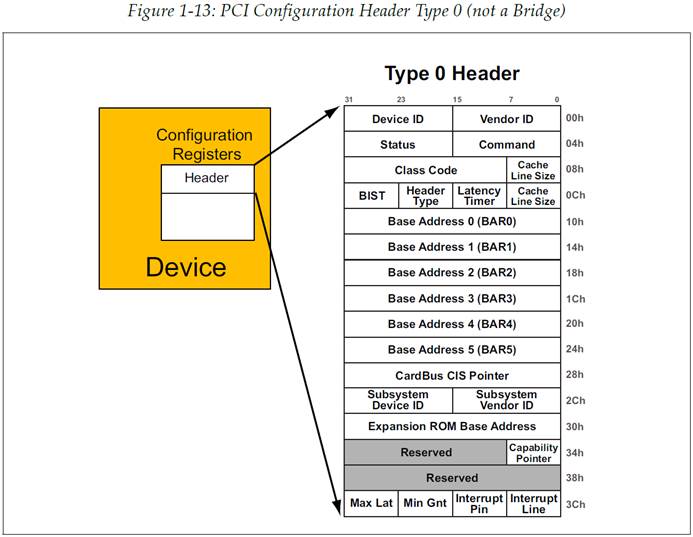 Figure 1-13: PCI Configuration Header Type 0 (not a Bridge)
Type 0 Header
31 23 15 7 0
Device ID Vendor ID 00h
Status Command 04h
Class Code Cache Line Size 08h
BIST Header Type Latency Timer Cache Line Size 0Ch
Base Address 0 (BAR0) 10h
Base Address 1 (BAR1) 14h
Base Address 2 (BAR2) 18h
Base Address 3 (BAR3) 1Ch
Base Address 4 (BAR4) 20h
Base Address 5 (BAR5) 24h
CardBus CIS Pointer 28h
Subsystem Device ID Subsystem Vendor ID 2Ch
Expansion ROM Base Address 30h
Reserved Capability Pointer 34h
Reserved 38h
Max Lat Min Gnt Interrupt Pin Interrupt Line 3Ch
Configuration
Registers
Header
Device